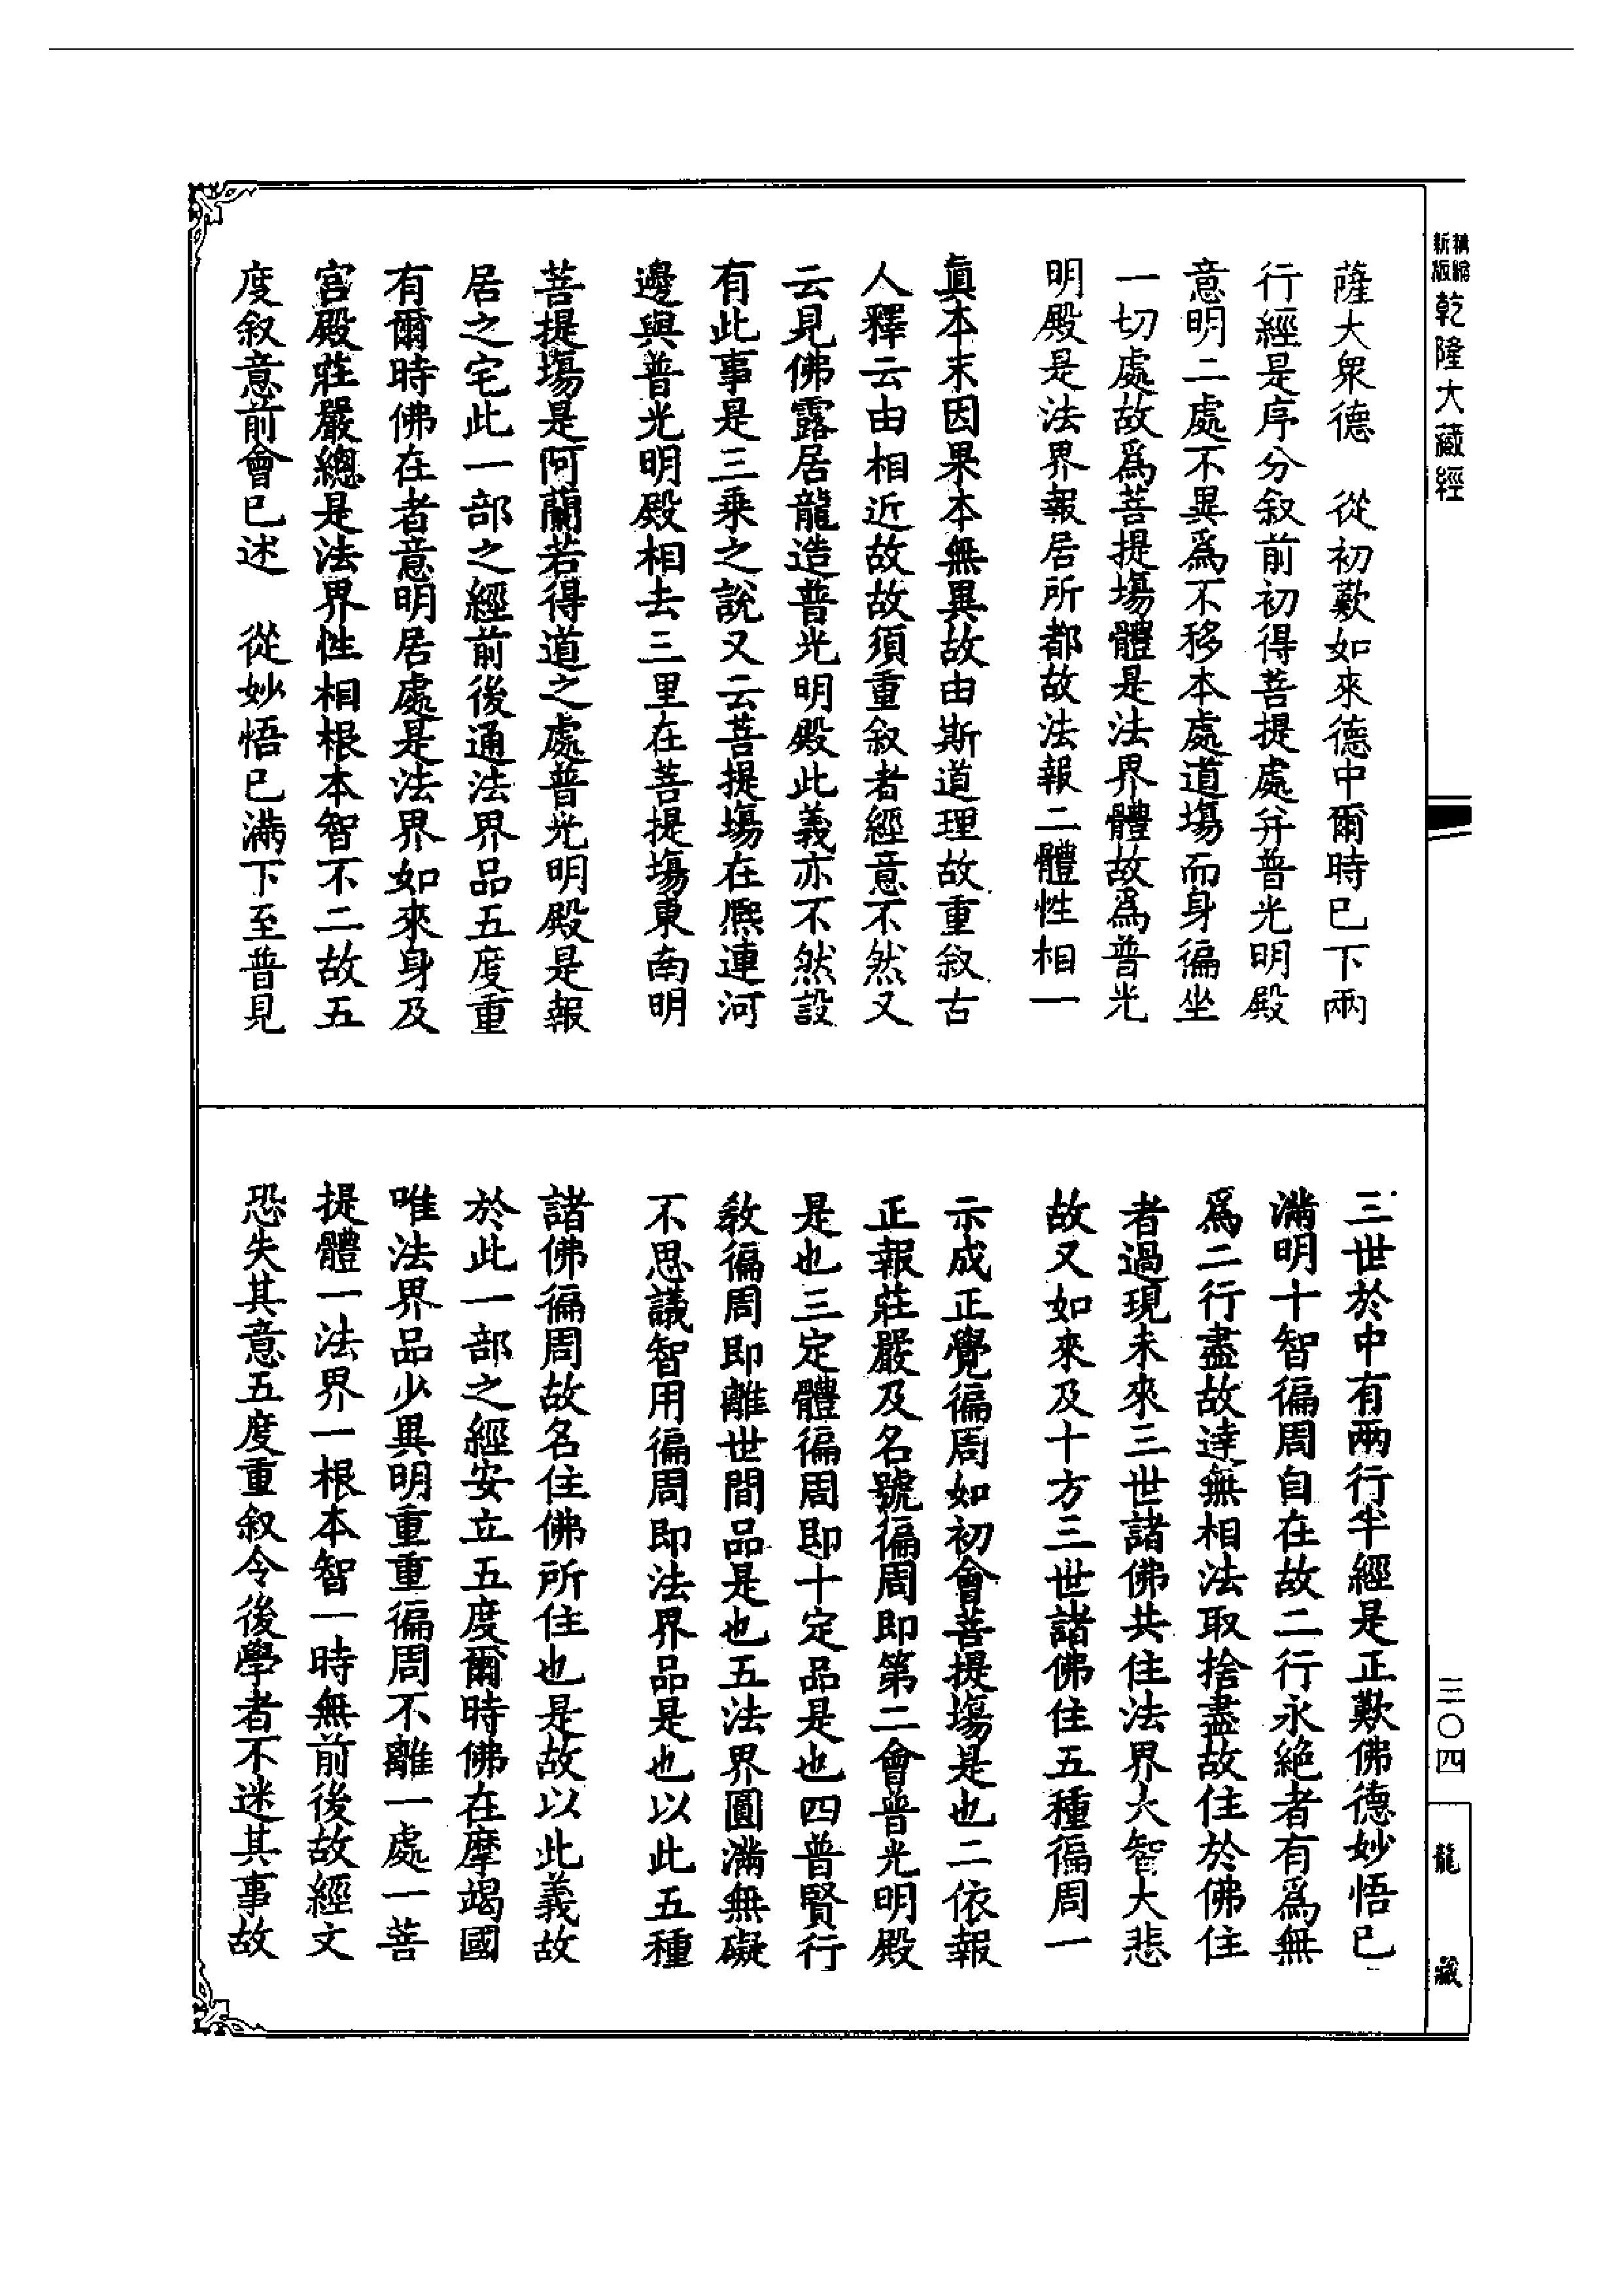 精縮
新版
乾隆大藏經
薩大衆德　從初歎如來德中爾時已下兩
行經是序分叙前初得菩提處并普光明殿
意明二處不異爲不移本處道塲而身徧坐
一切處故爲菩提塲體是法界體故爲普光
明殿是法界報居所都故法報二體性相一
眞本末因果本無異故由斯道理故重叙古
人釋云由相近故故須重叙者經意不然又
云見佛露居龍造普光明殿此義亦不然設
有此事是三乘之說又云菩提塲在熈連河
邊與普光明殿相去三里在菩提塲東南明
菩提塲是阿蘭若得道之處普光明殿是報
居之宅此一部之經前後通法界品五度重
有爾時佛在者意明居處是法界如來身及
宮殿莊嚴總是法界性相根本智不二故五
度叙意前會已述　從妙悟已滿下至普見
三世於中有兩行半經是正歎佛德妙悟已
滿明十智徧周自在故二行永絕者有爲無
爲二行盡故達無相法取捨盡故住於佛住
者過現未來三世諸佛共住法界大智大悲
故又如來及十方三世諸佛住五種徧周一
示成正覺徧周如初會菩提塲是也二依報
正報莊嚴及名號徧周即第二會普光明殿
是也三定體徧周即十定品是也四普賢行
敎徧周即離世間品是也五法界圓滿無礙
不思議智用徧周即法界品是也以此五種
諸佛徧周故名住佛所住也是故以此義故
於此一部之經安立五度爾時佛在摩竭國
唯法界品少異明重重徧周不離一處一菩
提體一法界一根本智一時無前後故經文
恐失其意五度重叙令後學者不迷其事故
三〇四
龍藏